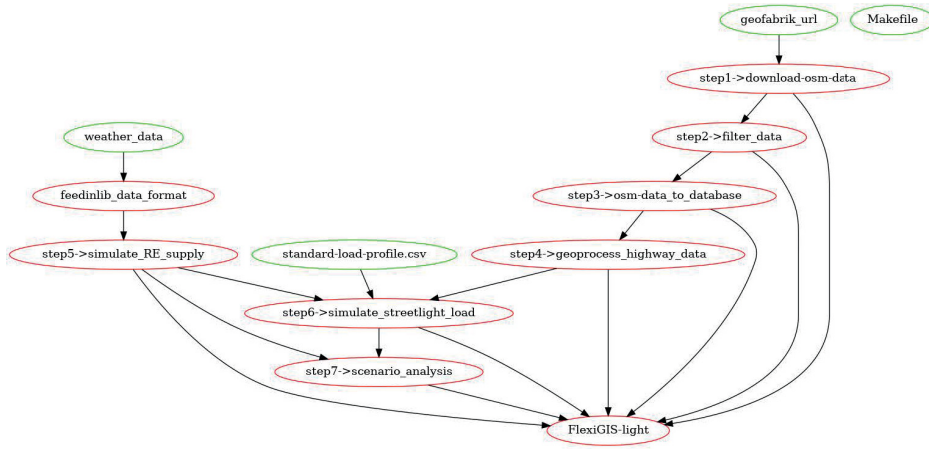 geofabrik_url
Makefile
step1->download-osm-data
weather_data
step2->filter_data
feedinlib_data_format
step3->osm-data_to_database
step5->simulate_RE_supply
standard-load-profile.csv
step4->geoprocess_highway_data
step6->simulate_streetlight_load
step7->scenario_analysis
FlexiGIS-light